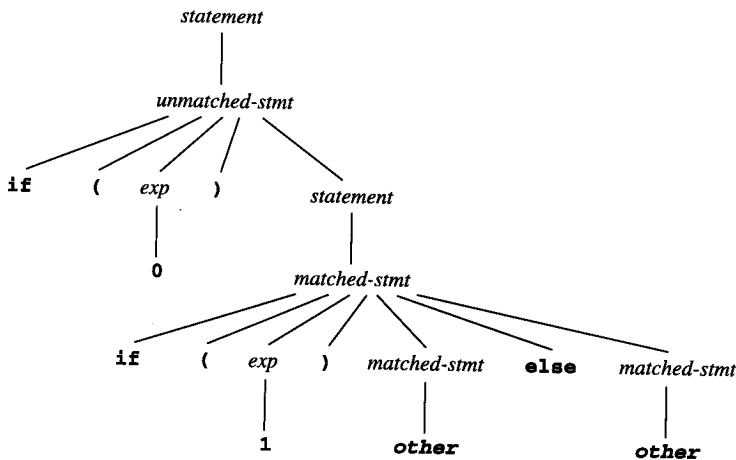 statement
unmatched-stmt
if ( exp ) statement
0
matched-stmt
if ( exp ) matched-stmt else matched-stmt
1 other other